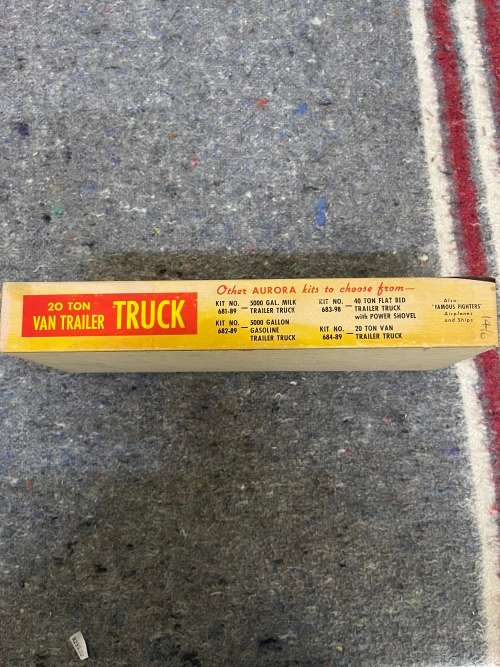 20 TON
VAN TRAILER TRUCK
Other AURORA kits to choose from—
KIT NO. 5000 GAL. MILK
681-89 TRAILER TRUCK
KIT NO. 5000 GALLON
682-89 GASOLINE
TRAILER TRUCK
KIT NO. 40 TON FLAT BED
683-98 TRAILER TRUCK
with POWER SHOVEL
KIT NO. 20 TON VAN
684-89 TRAILER TRUCK
Also
"FAMOUS FIGHTERS"
Airplanes
and Ships